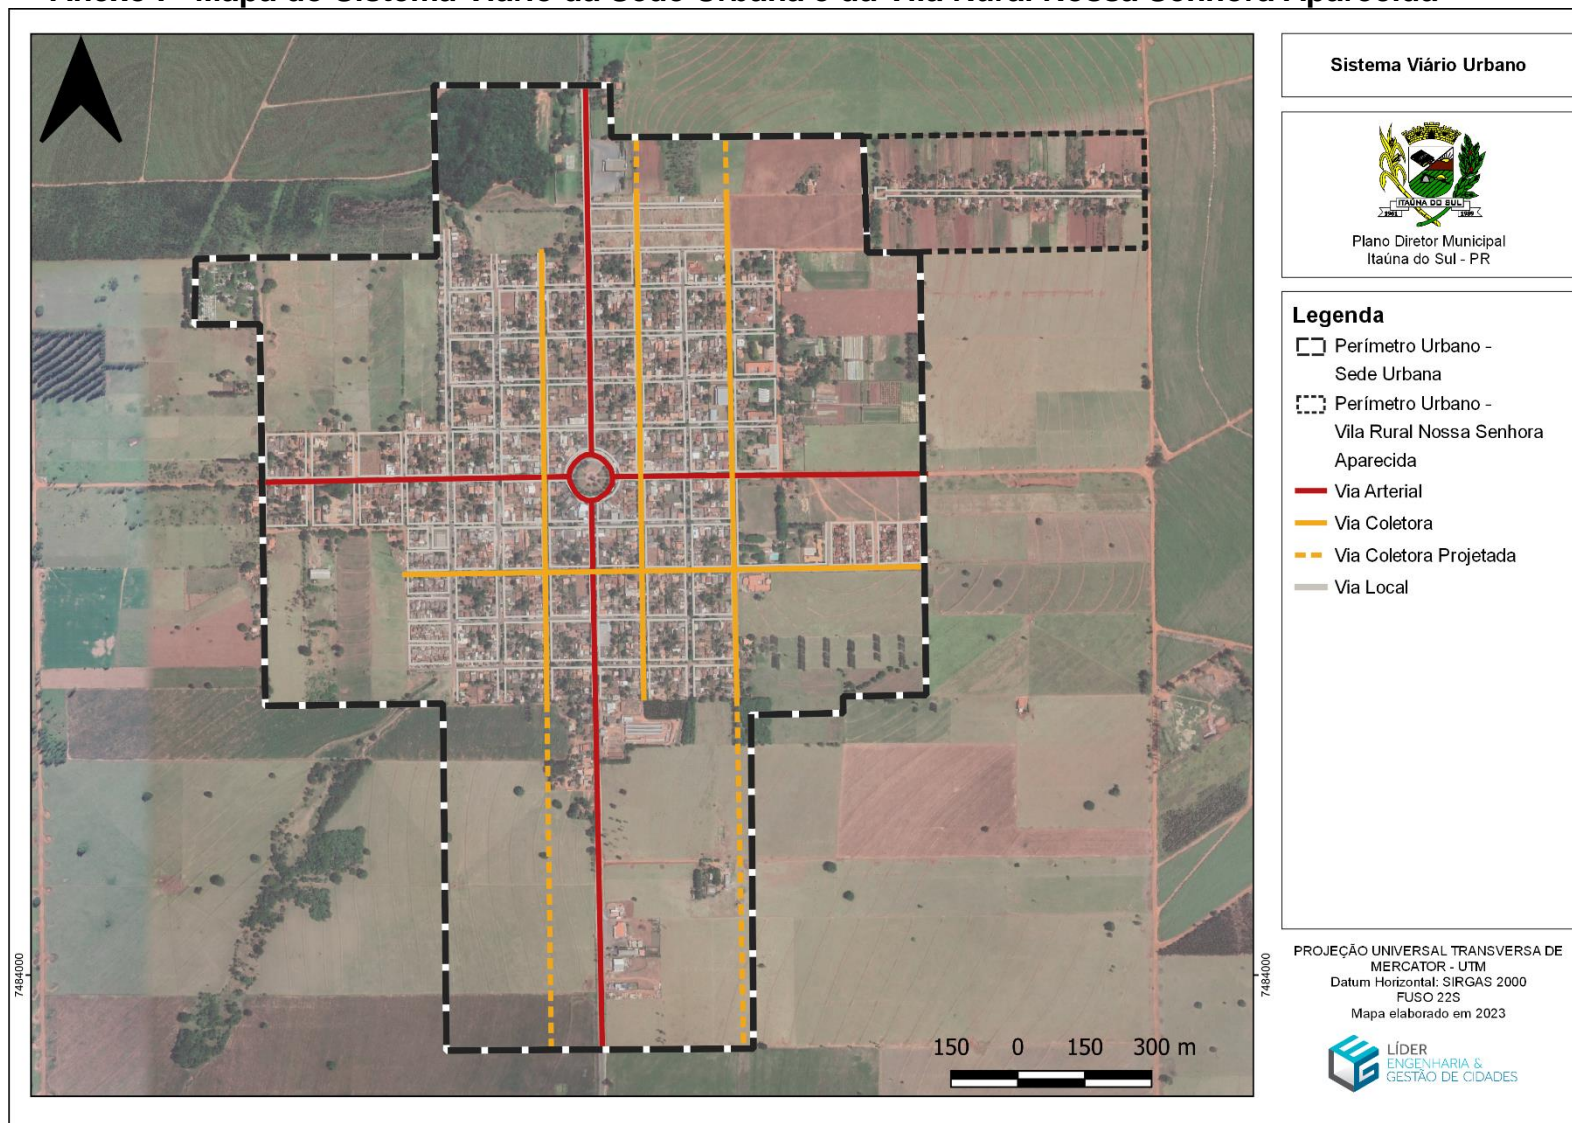 Sistema Viário Urbano
ITAÚNA DO SUL
1961
Plano Diretor Municipal
Itaúna do Sul - PR
Legenda
Perímetro Urbano -
Sede Urbana
Perímetro Urbano -
Vila Rural Nossa Senhora
Aparecida
Via Arterial
Via Coletora
Via Coletora Projetada
Via Local
7484000
7484000
150 0 150 300 m
PROJEÇÃO UNIVERSAL TRANSVERSA DE
MERCATOR - UTM
Datum Horizontal: SIRGAS 2000
FUSO 22S
Mapa elaborado em 2023
LÍDER
ENGENHARIA &
GESTÃO DE CIDADES